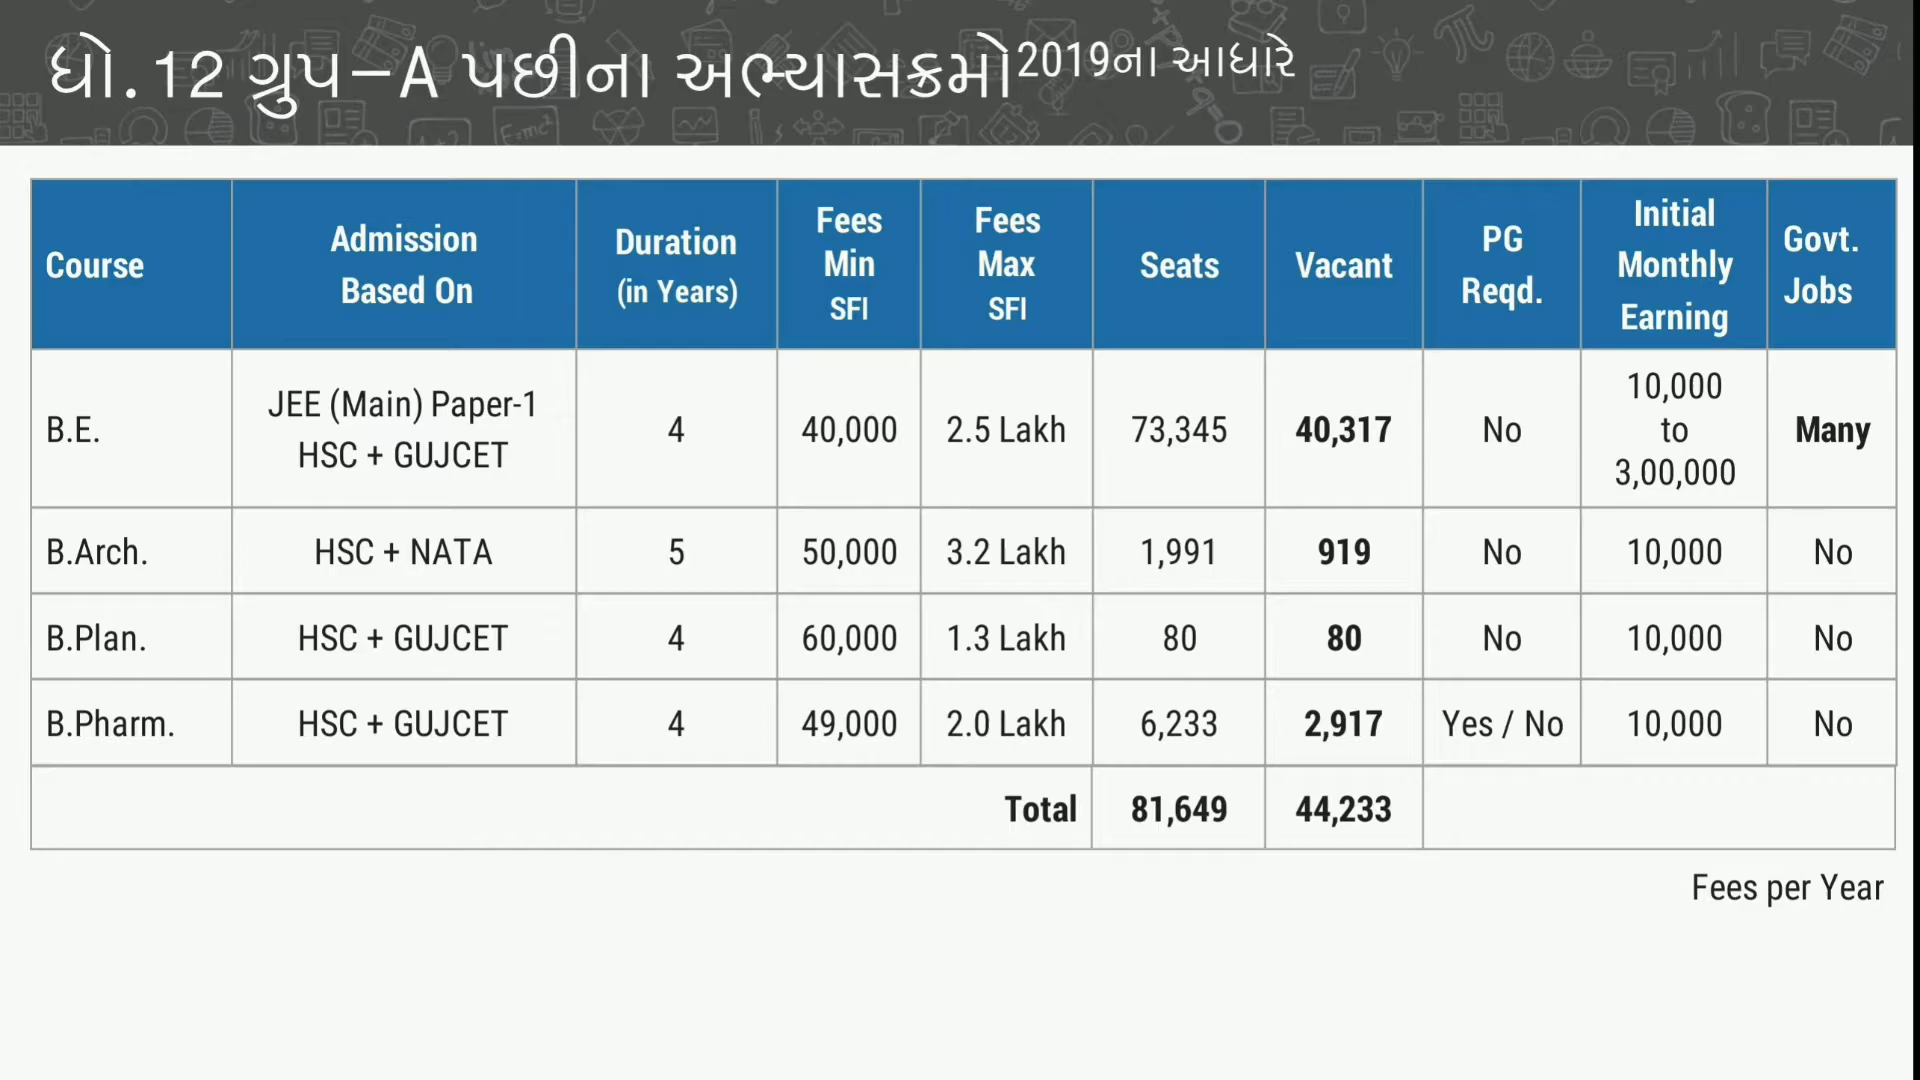 ધો.12 ગ્રુપ–A પછીના અભ્યાસક્રમો 2019ના આધારે
Course Admission Based On Duration (in Years) Fees Min SFI Fees Max SFI Seats Vacant PG Reqd. Initial Monthly Earning Govt. Jobs
B.E. JEE (Main) Paper-1 HSC + GUJCET 4 40,000 2.5 Lakh 73,345 40,317 No 10,000 to 3,00,000 Many
B.Arch. HSC + NATA 5 50,000 3.2 Lakh 1,991 919 No 10,000 No
B.Plan. HSC + GUJCET 4 60,000 1.3 Lakh 80 80 No 10,000 No
B.Pharm. HSC + GUJCET 4 49,000 2.0 Lakh 6,233 2,917 Yes / No 10,000 No
Total 81,649 44,233
Fees per Year